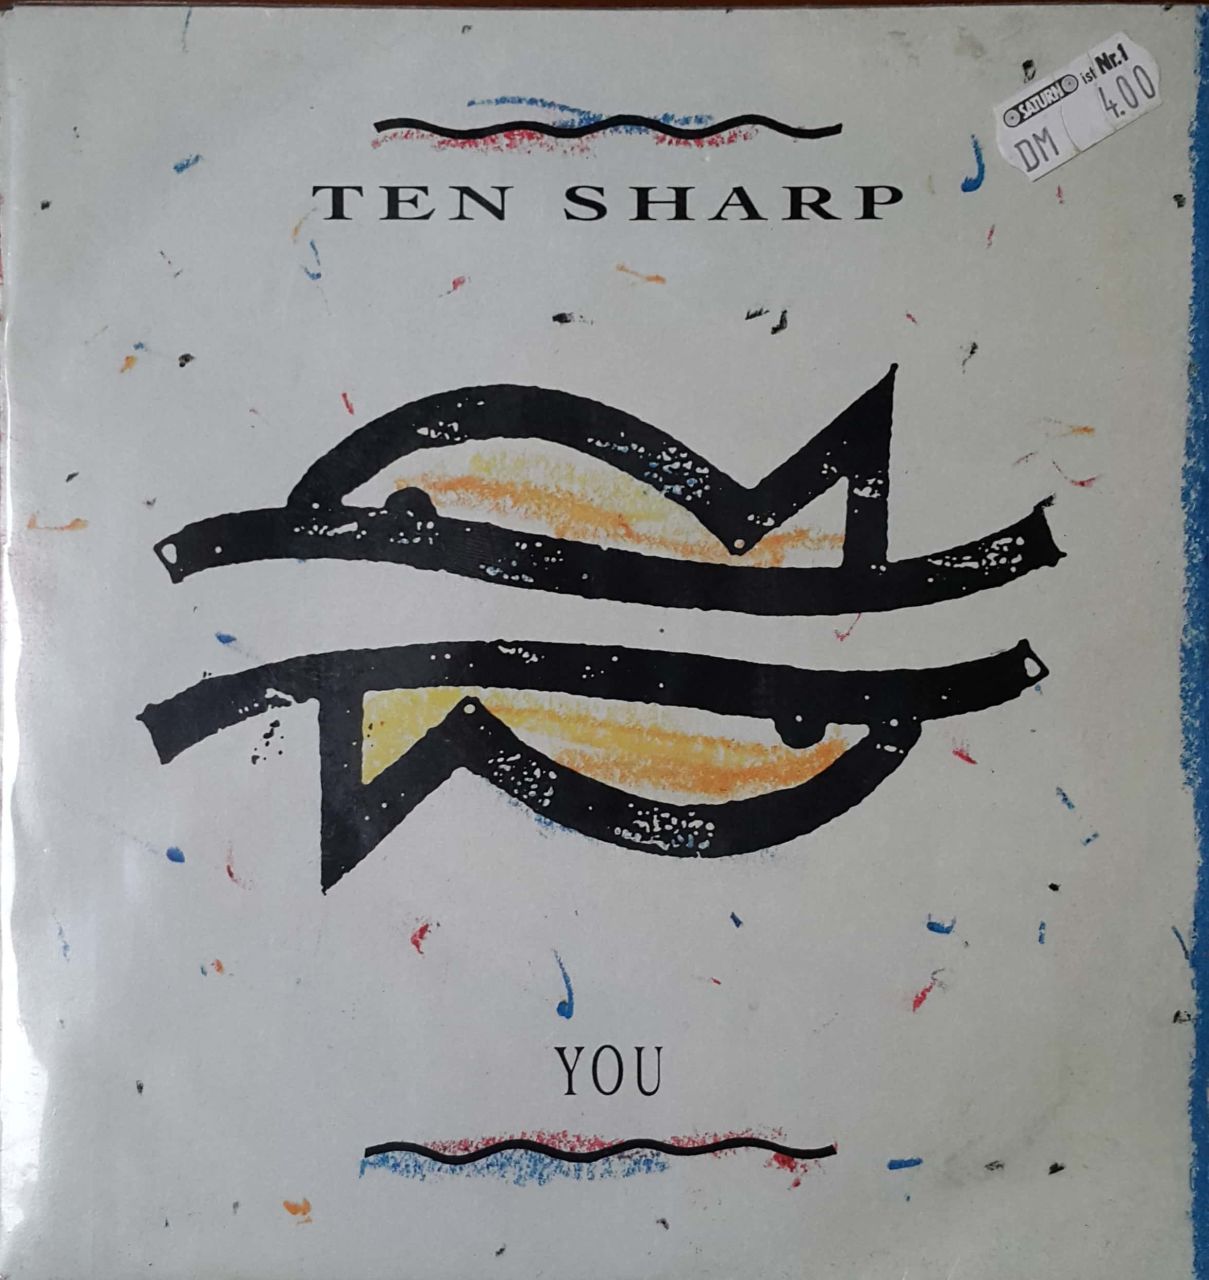 SATURN ist Nr.1
DM 4.00
TEN SHARP
YOU